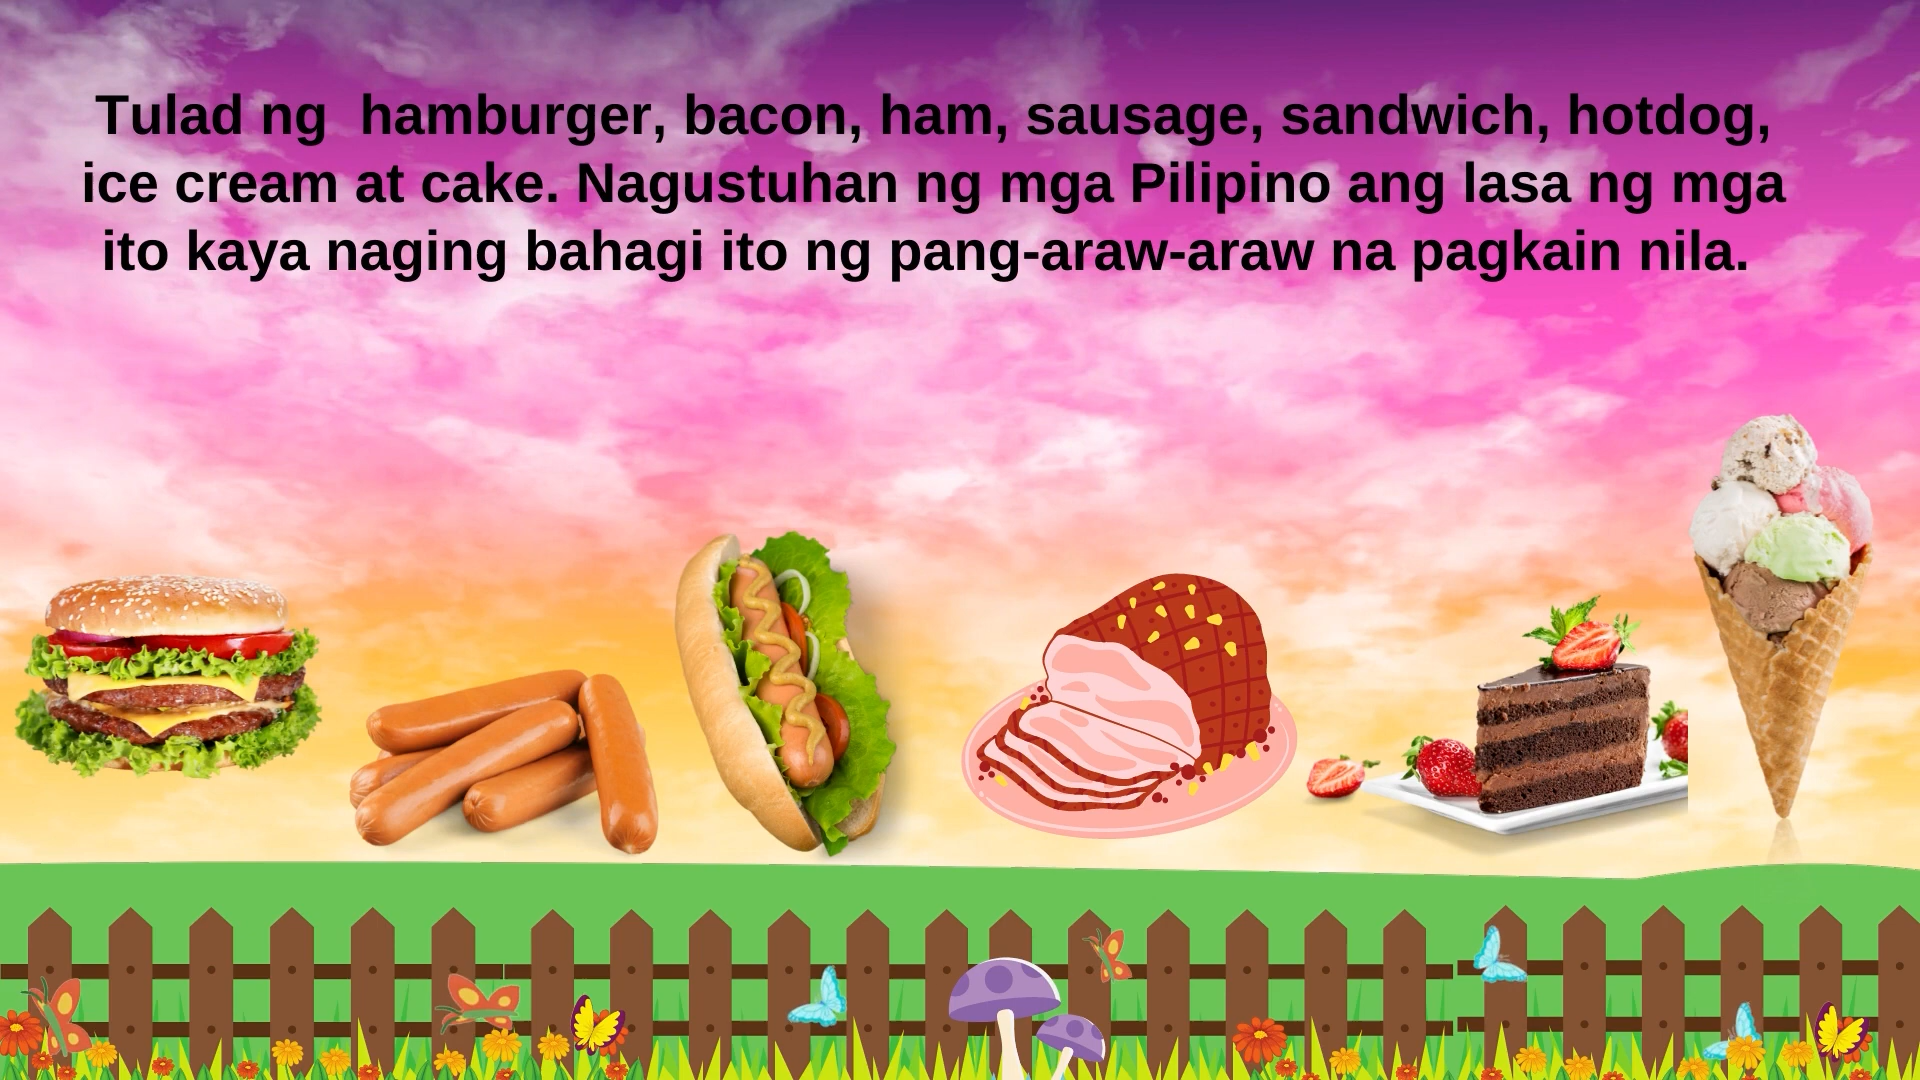 Tulad ng  hamburger, bacon, ham, sausage, sandwich, hotdog,
ice cream at cake. Nagustuhan ng mga Pilipino ang lasa ng mga
ito kaya naging bahagi ito ng pang-araw-araw na pagkain nila.